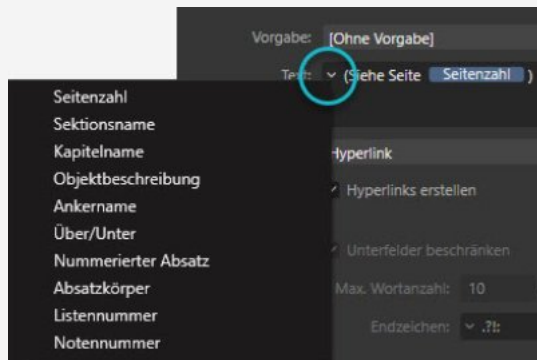 Vorgabe: [Ohne Vorgabe]
Text: (Siehe Seite Seitenzahl )
Seitenzahl
Sektionsname
Kapitelname
Objektbeschreibung
Ankername
Über/Unter
Nummerierter Absatz
Absatzkörper
Listennummer
Notennummer
Hyperlink
Hyperlinks erstellen
Unterfelder beschränken
Max. Wortanzahl: 10
Endzeichen: .?!: